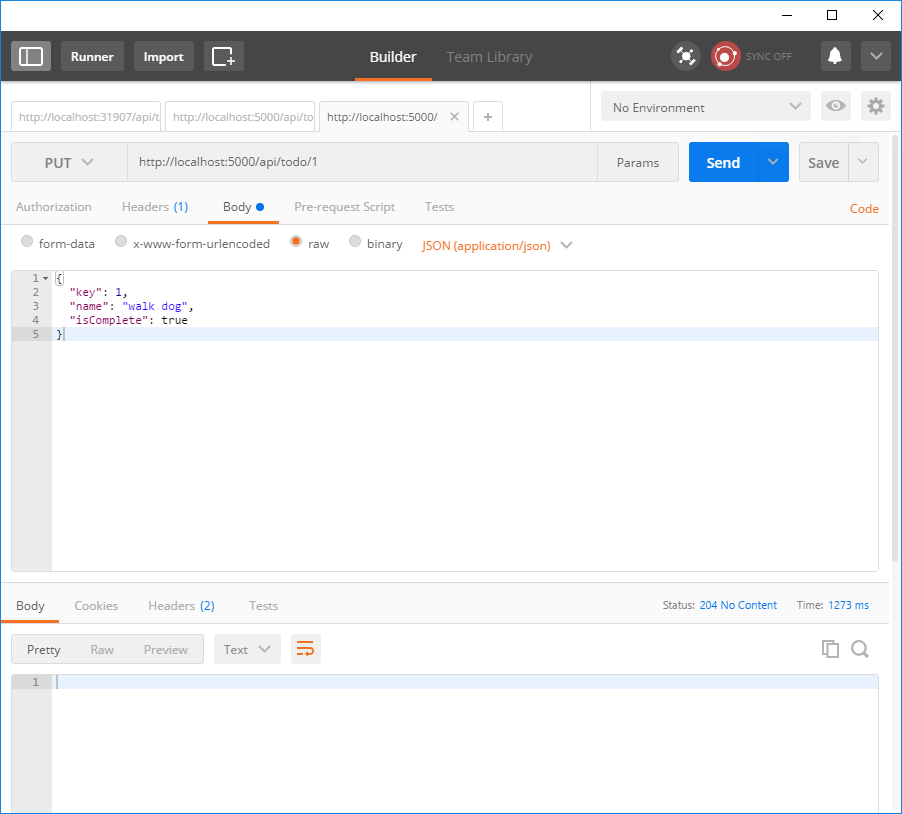 Runner Import Builder Team Library SYNC OFF
http://localhost:31907/api/t http://localhost:5000/api/to http://localhost:5000/ No Environment
PUT http://localhost:5000/api/todo/1 Params Send Save
Authorization Headers (1) Body Pre-request Script Tests Code
form-data x-www-form-urlencoded raw binary JSON (application/json)
1 {
2 "key": 1,
3 "name": "walk dog",
4 "isComplete": true
5 }
Body Cookies Headers (2) Tests Status: 204 No Content Time: 1273 ms
Pretty Raw Preview Text
1